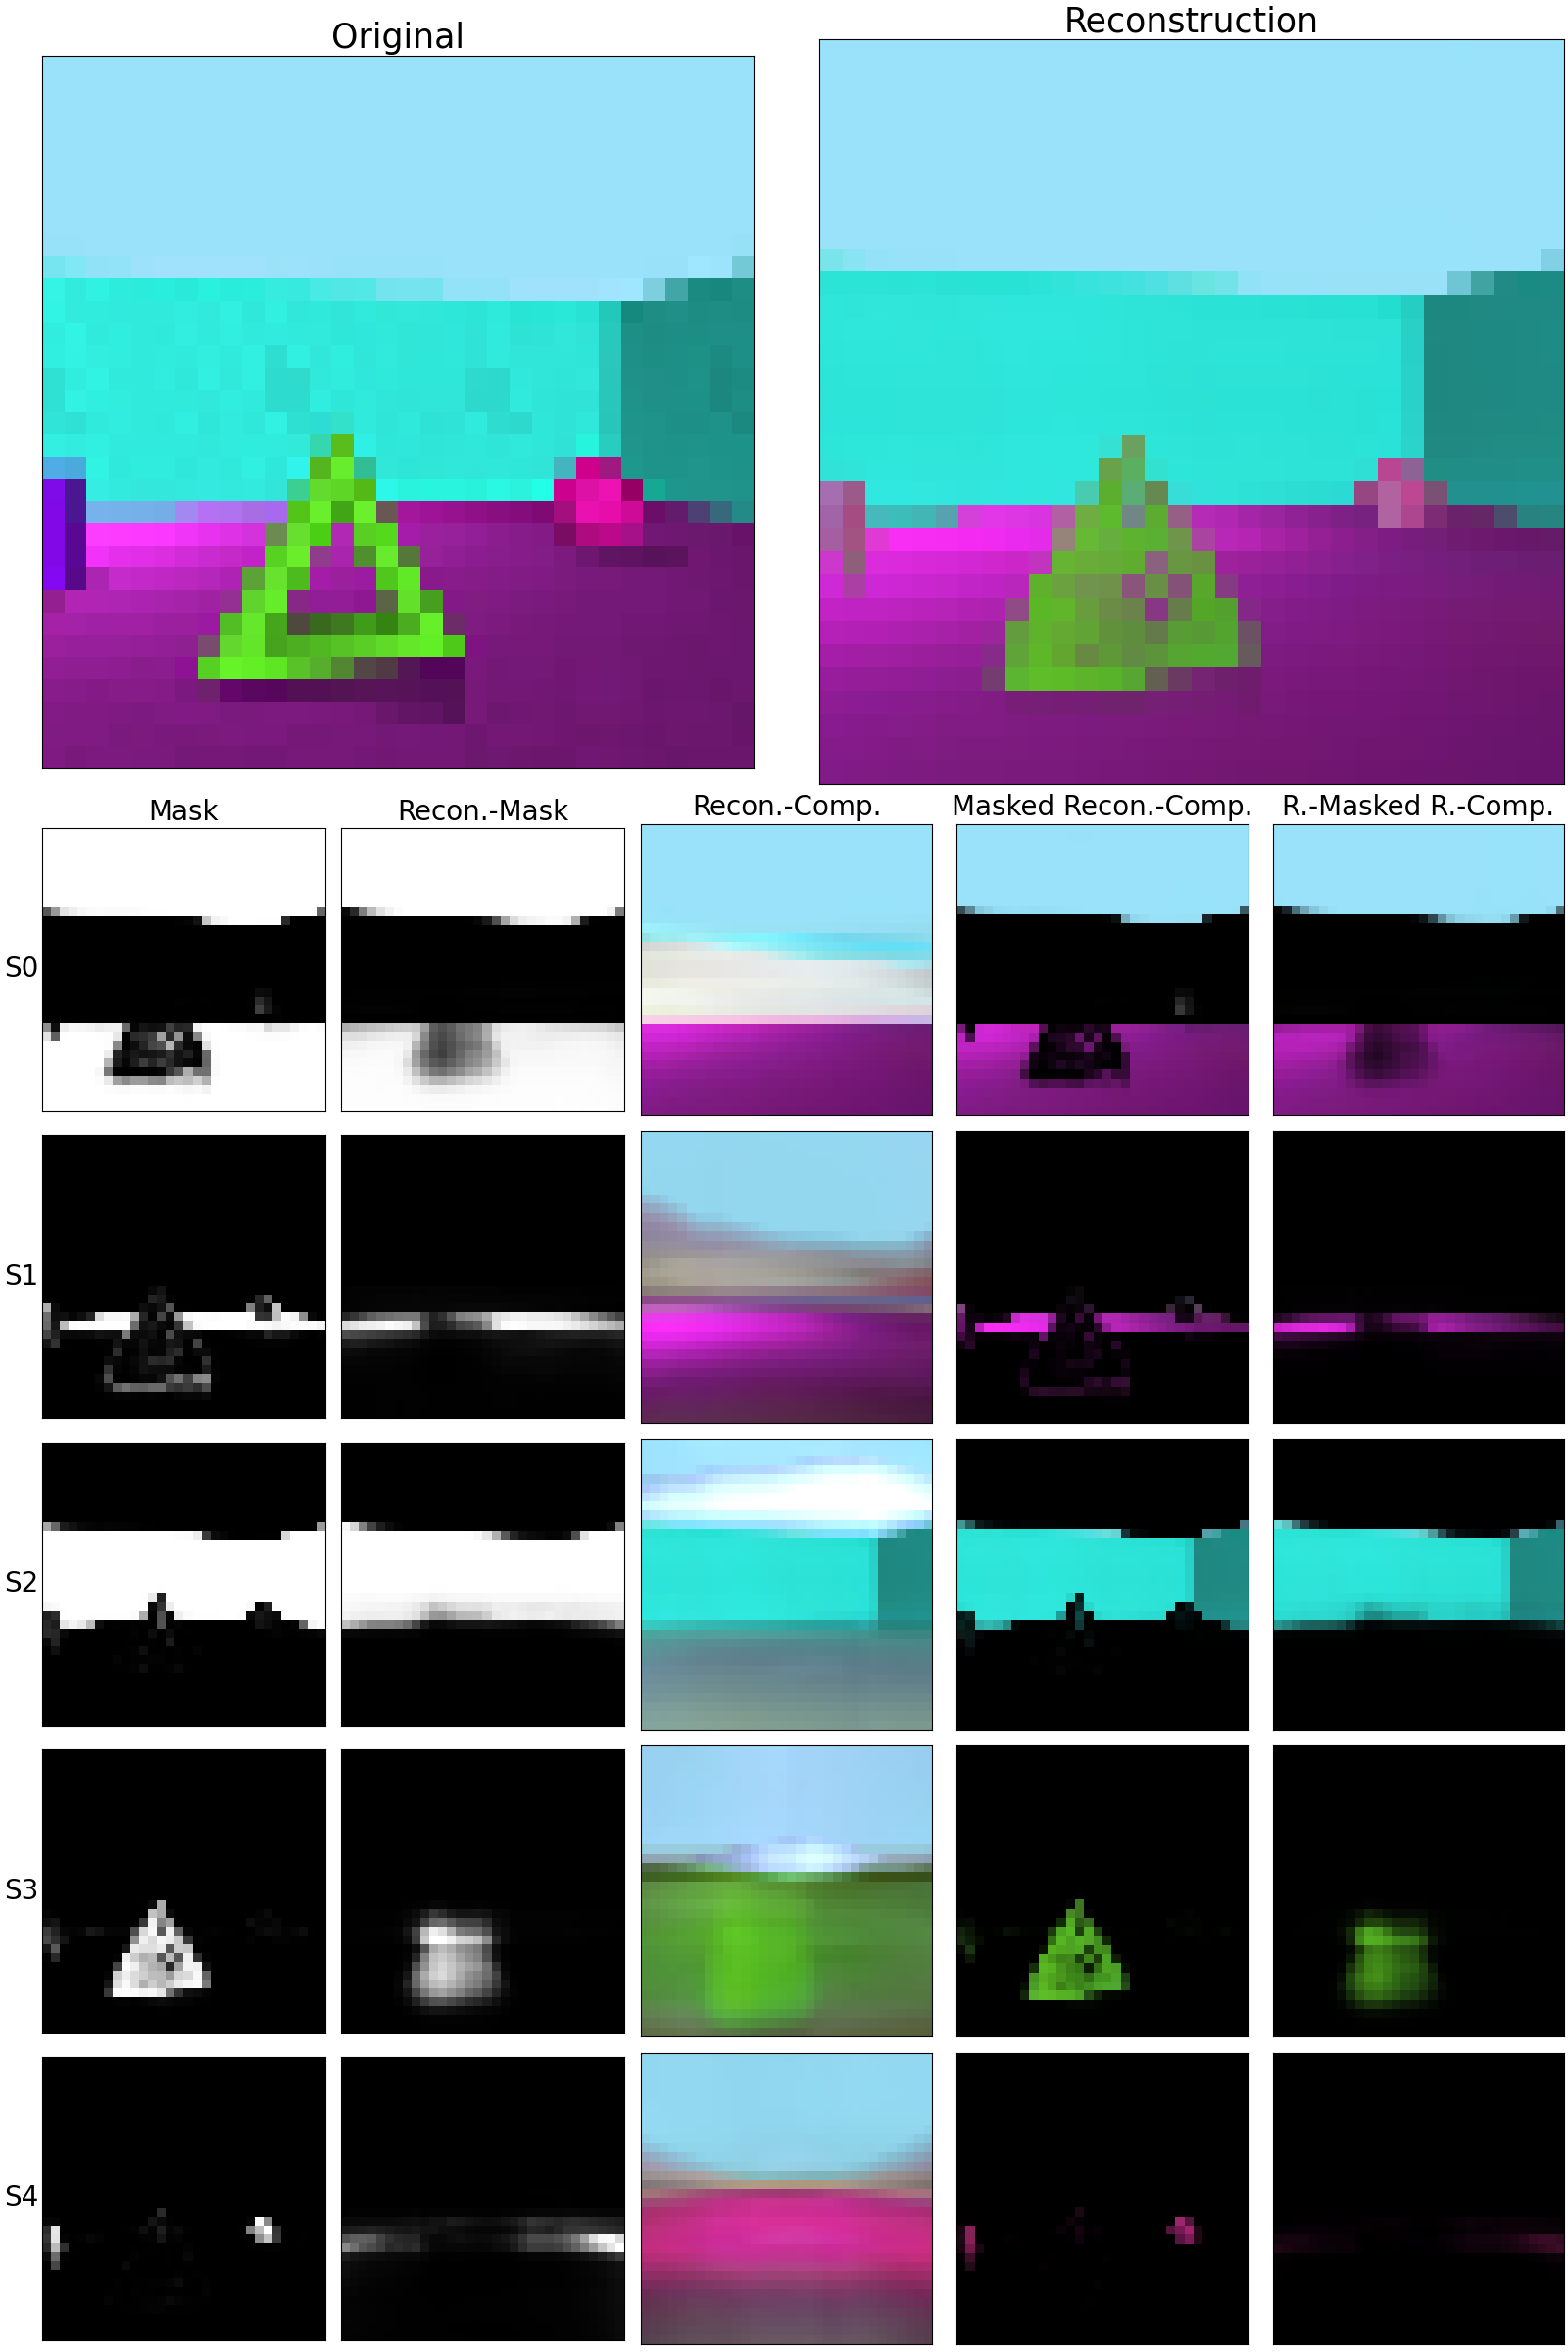 Original
Reconstruction
Mask
Recon.-Mask
Recon.-Comp.
Masked Recon.-Comp.
R.-Masked R.-Comp.
S0
S1
S2
S3
S4